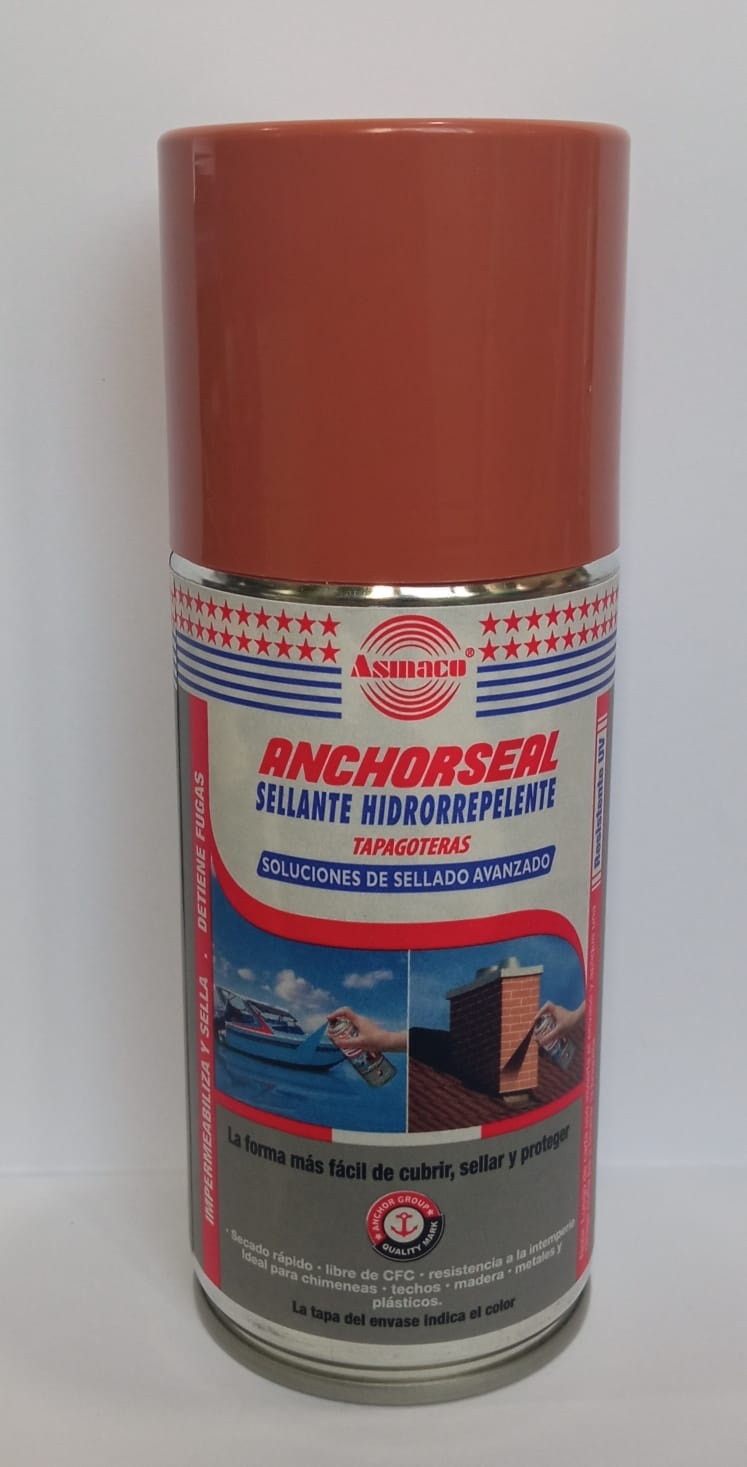 Asmaco®
ANCHORSEAL
SELLANTE HIDRORREPELENTE
TAPAGOTERAS
SOLUCIONES DE SELLADO AVANZADO
IMPERMEABILIZA Y SELLA . DETIENE FUGAS
Resistente UV
La forma más fácil de cubrir, sellar y proteger
ANCHOR GROUP
QUALITY MARK
· Secado rápido · libre de CFC · resistencia a la intemperie
Ideal para chimeneas · techos · madera · metales y
plásticos.
La tapa del envase indica el color